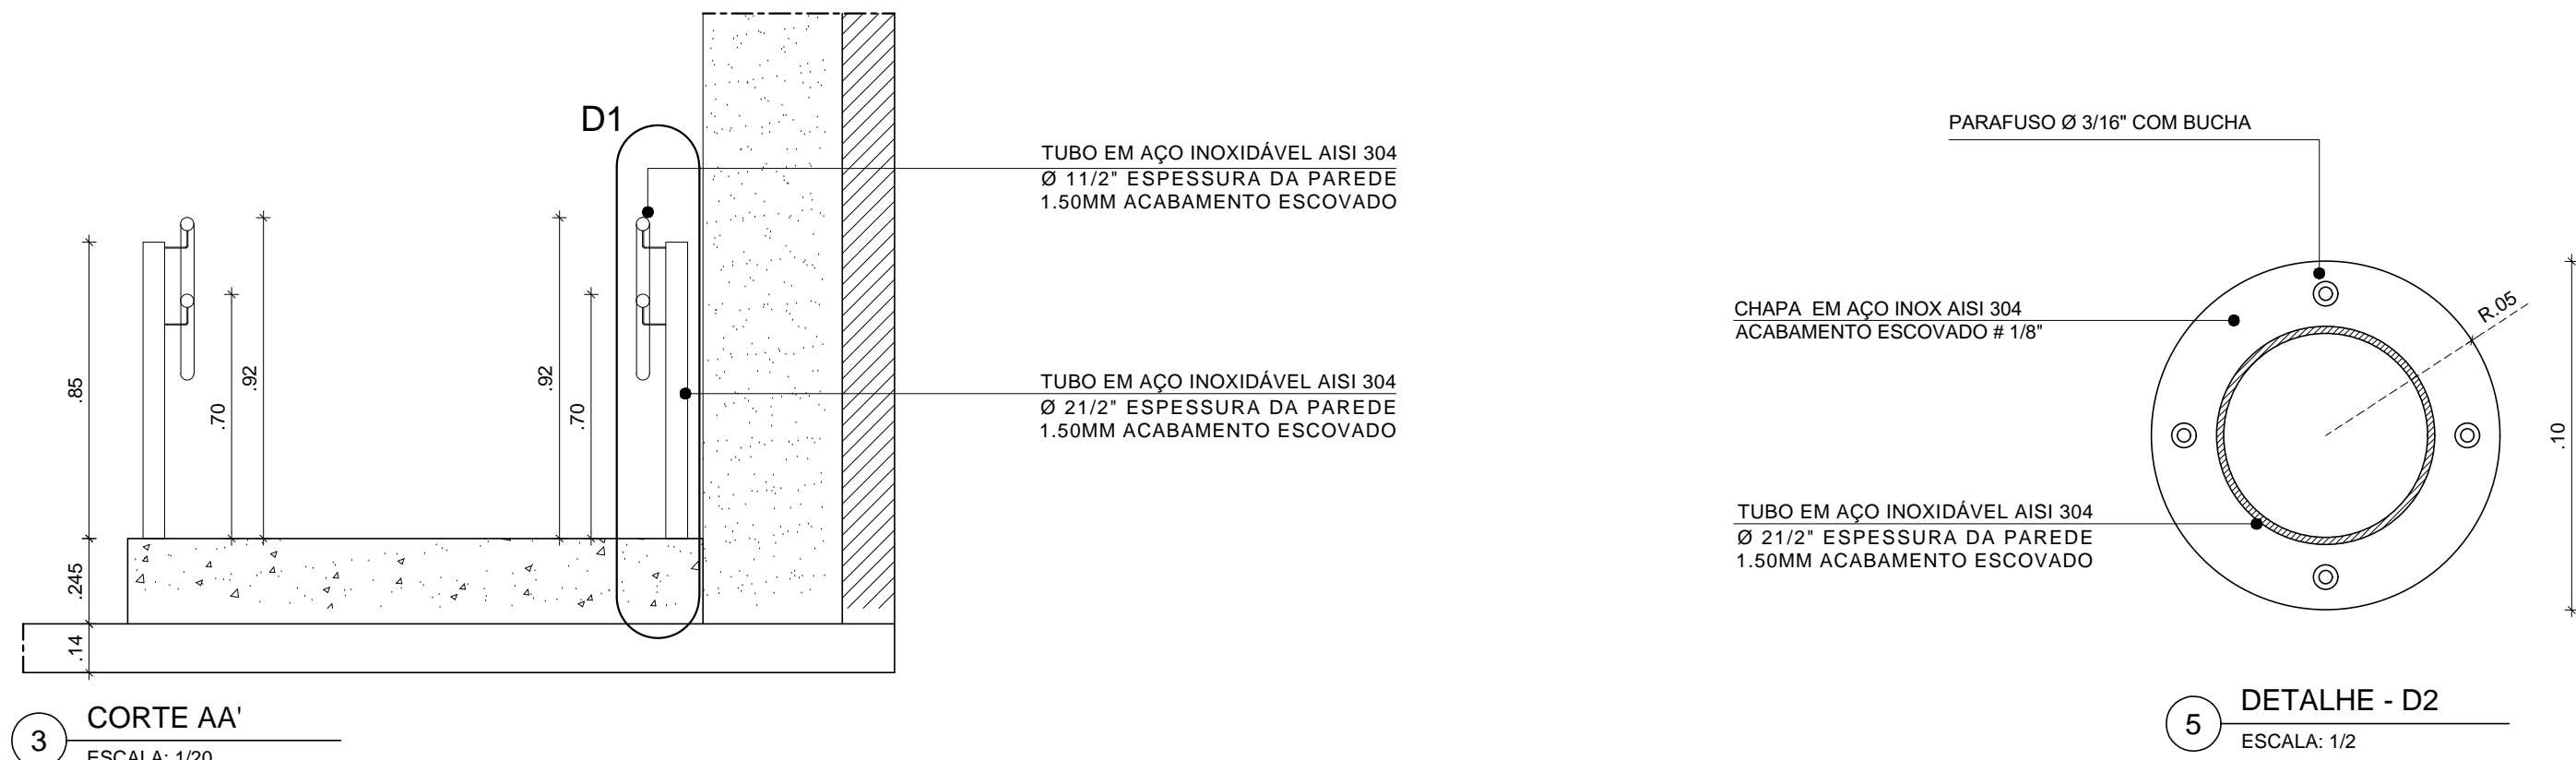 D1
TUBO EM AÇO INOXIDÁVEL AISI 304
Ø 11/2" ESPESSURA DA PAREDE
1.50MM ACABAMENTO ESCOVADO
TUBO EM AÇO INOXIDÁVEL AISI 304
Ø 21/2" ESPESSURA DA PAREDE
1.50MM ACABAMENTO ESCOVADO
.85
.70
.92
.92
.70
.245
.14
3
CORTE AA'
ESCALA: 1/20
PARAFUSO Ø 3/16" COM BUCHA
CHAPA EM AÇO INOX AISI 304
ACABAMENTO ESCOVADO # 1/8"
TUBO EM AÇO INOXIDÁVEL AISI 304
Ø 21/2" ESPESSURA DA PAREDE
1.50MM ACABAMENTO ESCOVADO
R.05
.10
5
DETALHE - D2
ESCALA: 1/2